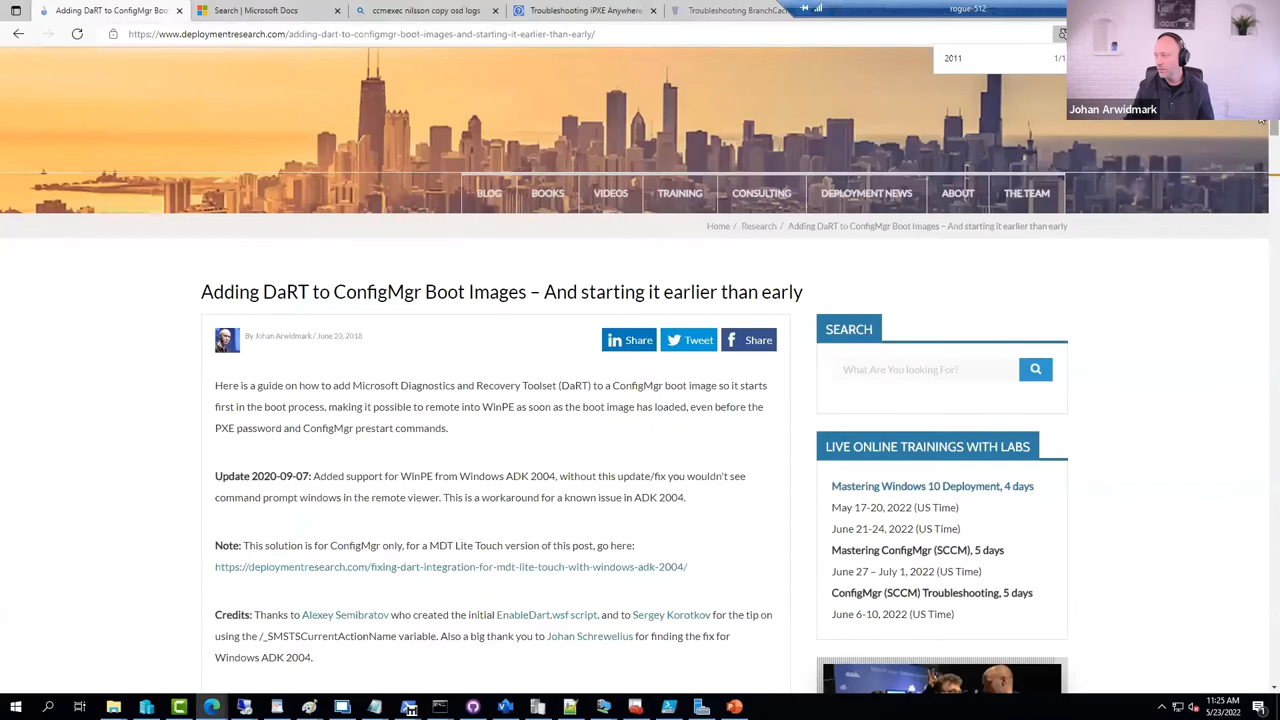 Adding DaRT to ConfigMgr Boo
Search | Microsoft Docs
ccmexec nilsson copy osd logs
Troubleshooting iPXE Anywhere
Troubleshooting BranchCac
rogue-512
https://www.deploymentresearch.com/adding-dart-to-configmgr-boot-images-and-starting-it-earlier-than-early/
2011
1/1
Johan Arwidmark
BLOG
BOOKS
VIDEOS
TRAINING
CONSULTING
DEPLOYMENT NEWS
ABOUT
THE TEAM
Home / Research / Adding DaRT to ConfigMgr Boot Images – And starting it earlier than early
Adding DaRT to ConfigMgr Boot Images – And starting it earlier than early
By Johan Arwidmark / June 20, 2018
Share
Tweet
Share
Here is a guide on how to add Microsoft Diagnostics and Recovery Toolset (DaRT) to a ConfigMgr boot image so it starts
first in the boot process, making it possible to remote into WinPE as soon as the boot image has loaded, even before the
PXE password and ConfigMgr prestart commands.
Update 2020-09-07: Added support for WinPE from Windows ADK 2004, without this update/fix you wouldn't see
command prompt windows in the remote viewer. This is a workaround for a known issue in ADK 2004.
Note: This solution is for ConfigMgr only, for a MDT Lite Touch version of this post, go here:
https://deploymentresearch.com/fixing-dart-integration-for-mdt-lite-touch-with-windows-adk-2004/
Credits: Thanks to Alexey Semibratov who created the initial EnableDart.wsf script, and to Sergey Korotkov for the tip on
using the /_SMSTSCurrentActionName variable. Also a big thank you to Johan Schrewelius for finding the fix for
Windows ADK 2004.
SEARCH
What Are You looking For?
LIVE ONLINE TRAININGS WITH LABS
Mastering Windows 10 Deployment, 4 days
May 17-20, 2022 (US Time)
June 21-24, 2022 (US Time)
Mastering ConfigMgr (SCCM), 5 days
June 27 – July 1, 2022 (US Time)
ConfigMgr (SCCM) Troubleshooting, 5 days
June 6-10, 2022 (US Time)
11:25 AM
5/23/2022